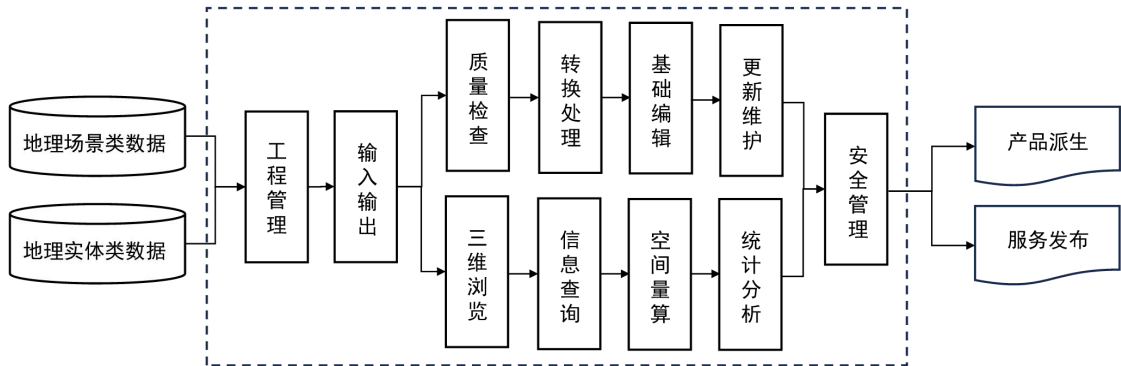 地理场景类数据
地理实体类数据
工程管理
输入输出
质量检查
转换处理
基础编辑
更新维护
三维浏览
信息查询
空间量算
统计分析
安全管理
产品派生
服务发布